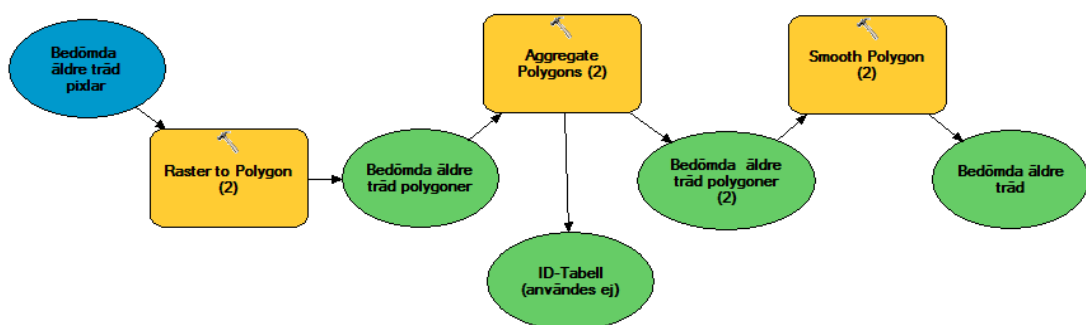 Bedömda
äldre träd
pixlar
Raster to Polygon
(2)
Bedömda äldre
träd polygoner
Aggregate
Polygons (2)
ID-Tabell
(användes ej)
Bedömda äldre
träd polygoner
(2)
Smooth Polygon
(2)
Bedömda äldre
träd